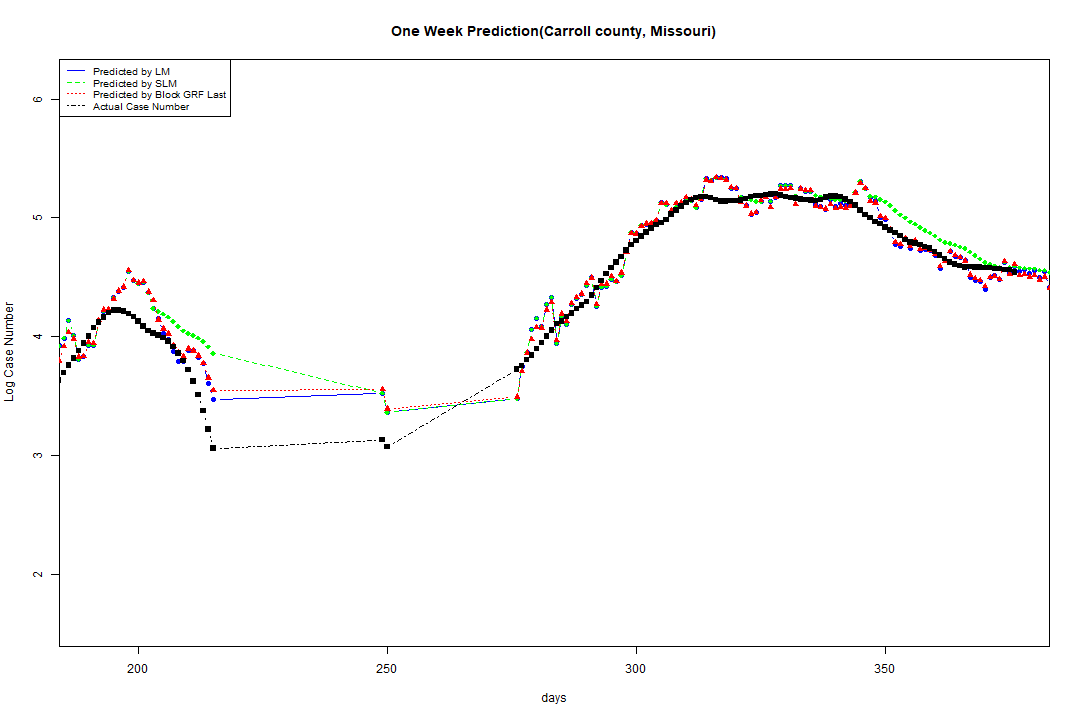 One Week Prediction(Carroll county, Missouri)
Predicted by LM
Predicted by SLM
Predicted by Block GRF Last
Actual Case Number
6
5
4
3
2
Log Case Number
200
250
300
350
days